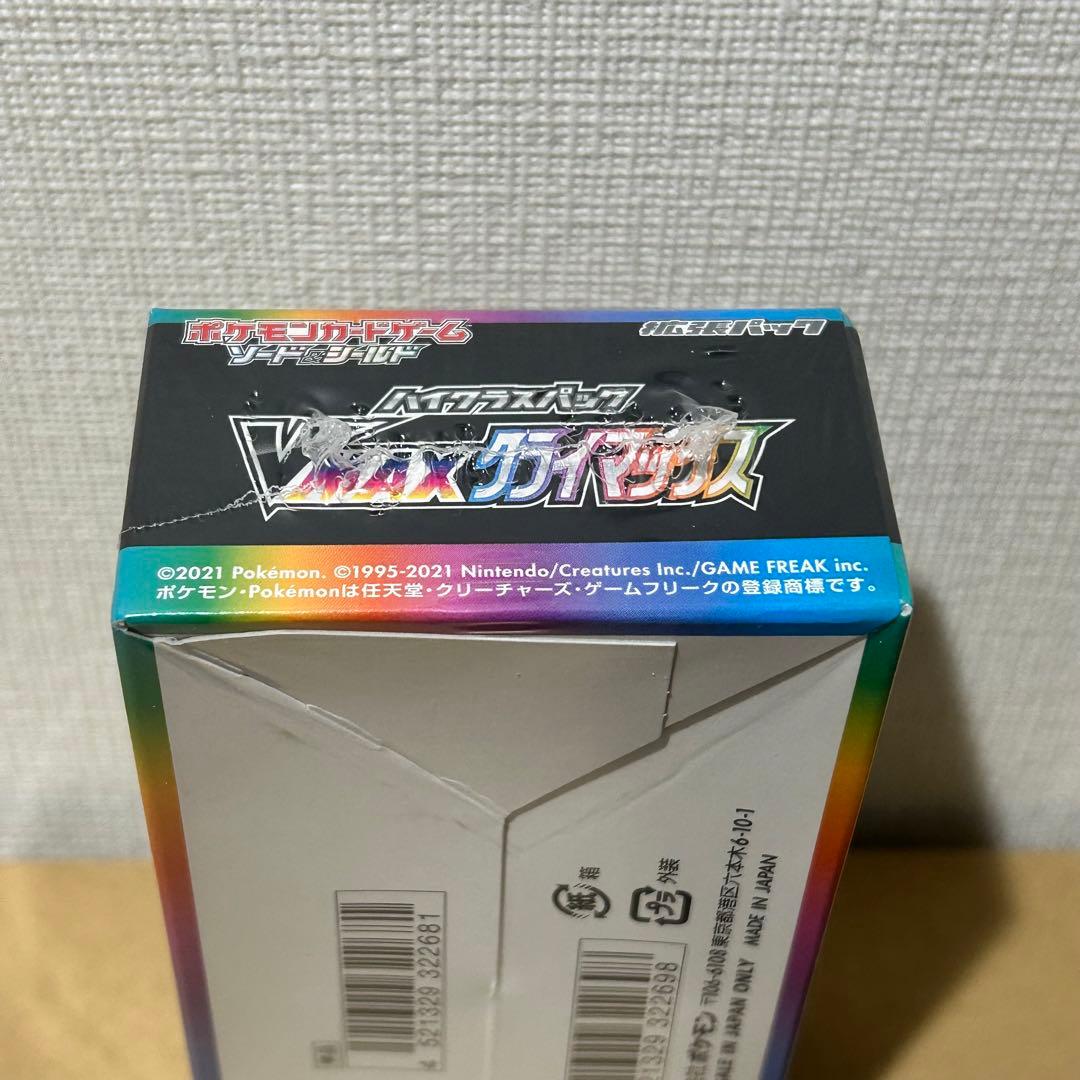 ポケモンカードゲーム
ソード&シールド
拡張パック
ハイクラスパック
VMAXクライマックス
©2021 Pokémon. ©1995-2021 Nintendo/Creatures Inc./GAME FREAK inc.
ポケモン・Pokémonは任天堂・クリーチャーズ・ゲームフリークの登録商標です。
4 521329 322681
紙 箱
プラ 外装
521329 322698
ポケモン 〒106-6108 東京都港区六本木6-10-1
ALE IN JAPAN ONLY MADE IN JAPAN